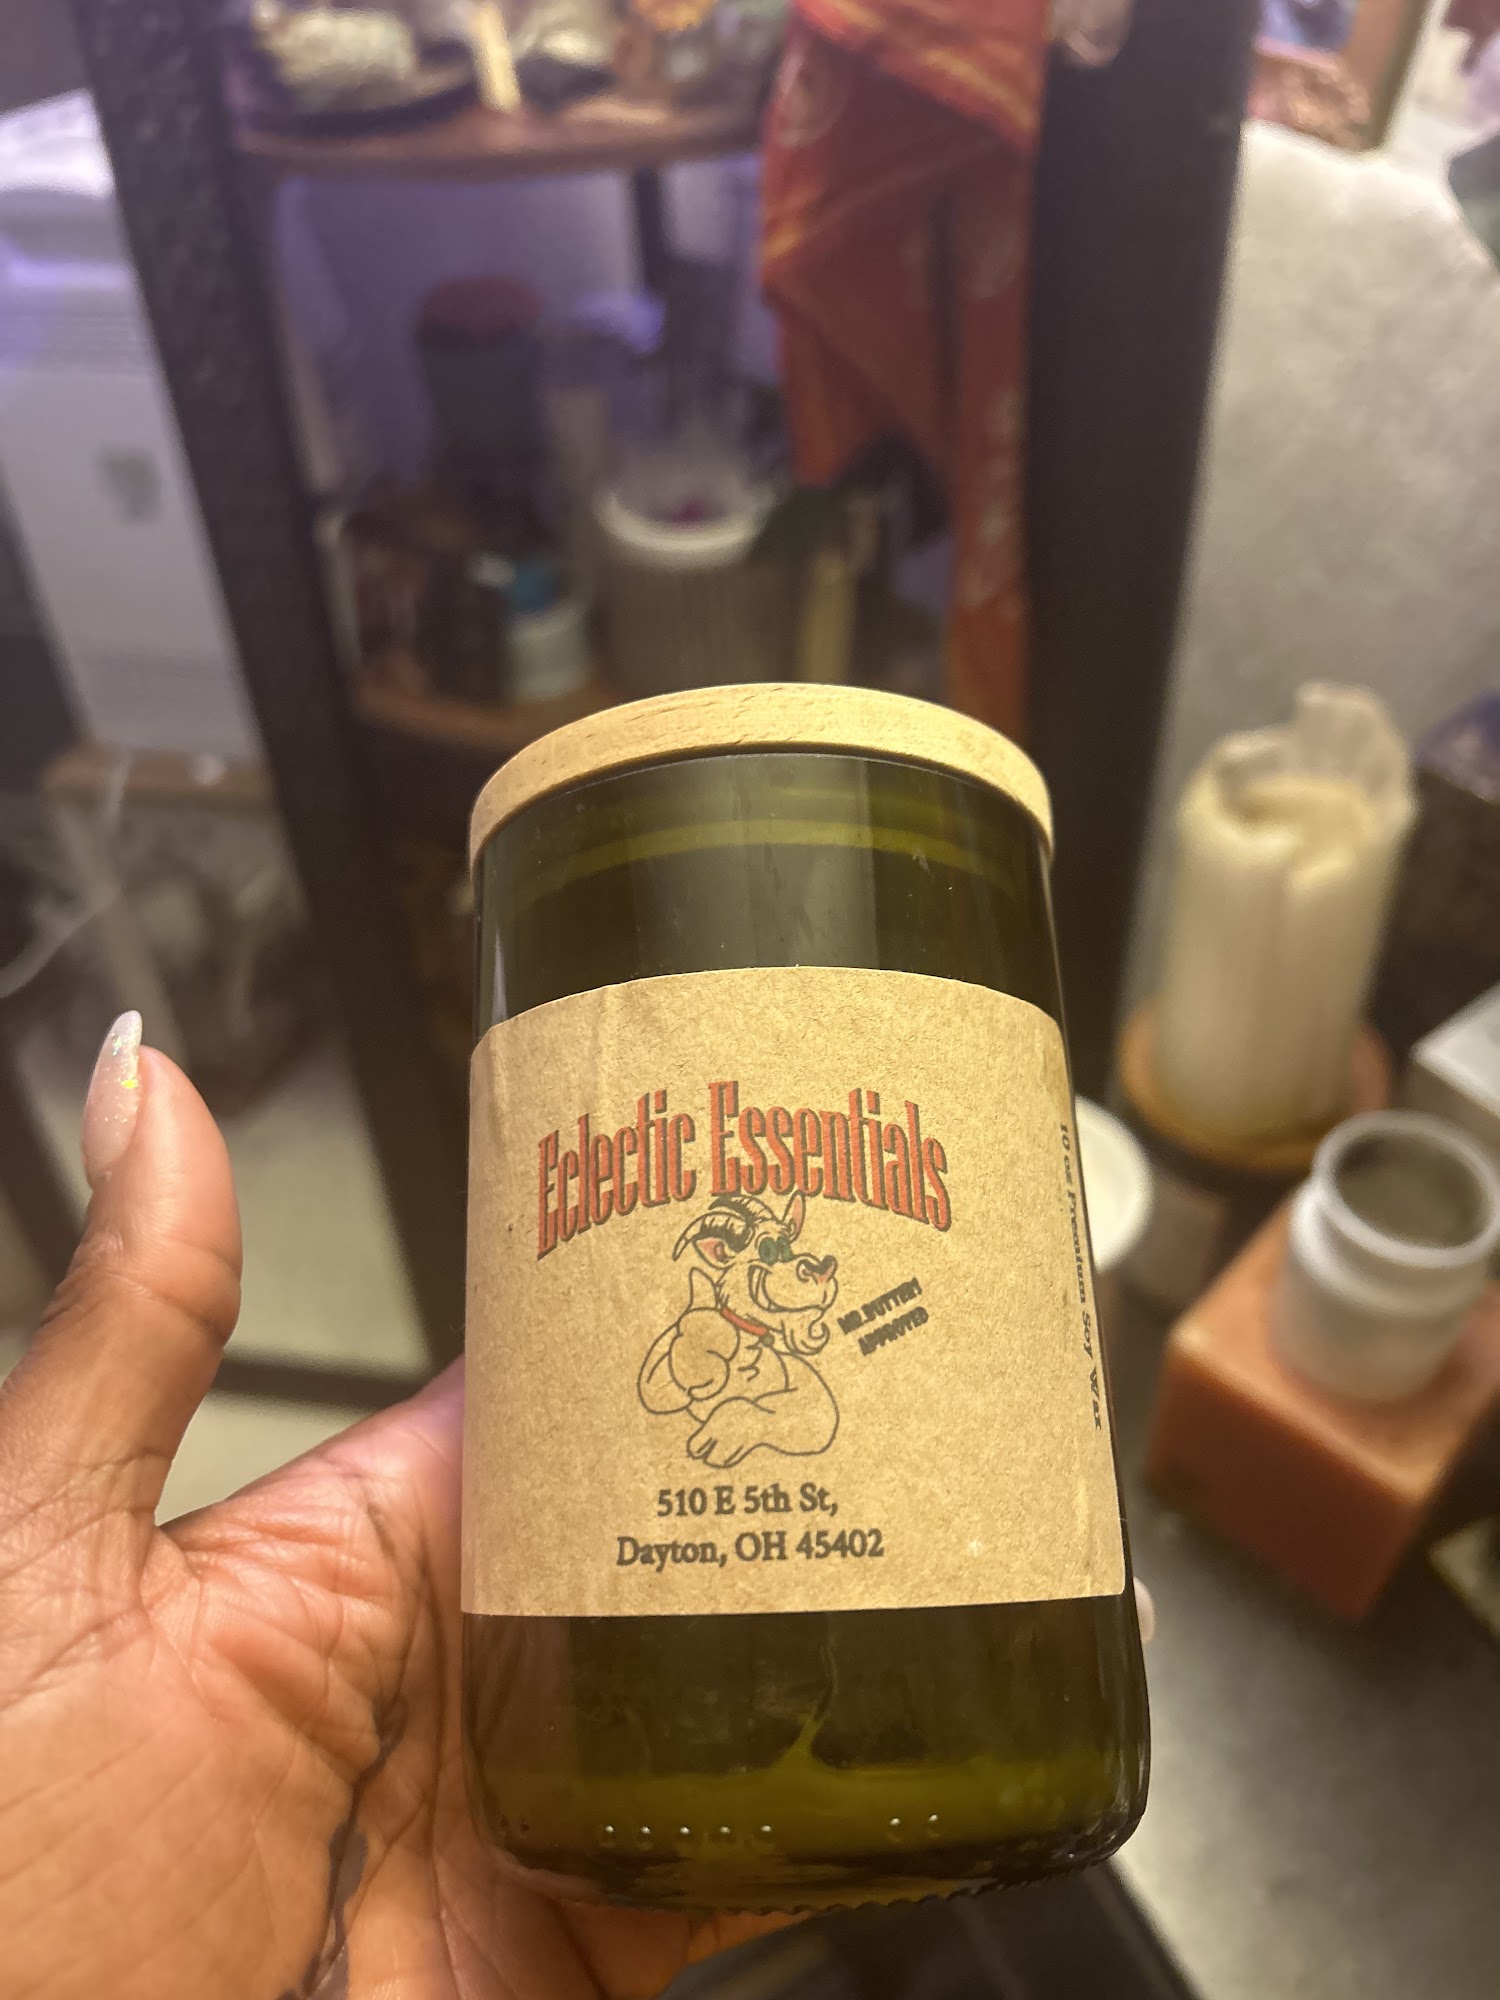 Eclectic Essentials
MR.BUTTERS
APPROVED
510 E 5th St,
Dayton, OH 45402
10 oz Premium Soy Wax